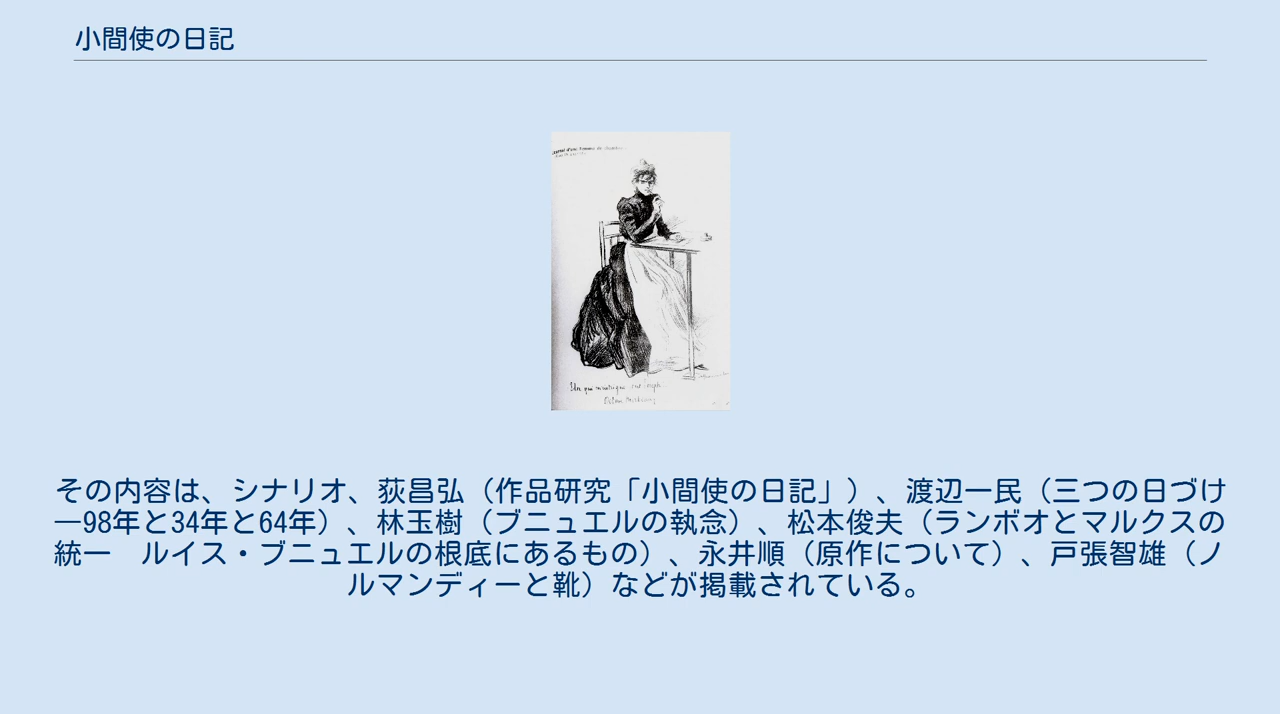 小間使の日記
その内容は、シナリオ、荻昌弘（作品研究「小間使の日記」）、渡辺一民（三つの日づけ
―98年と34年と64年）、林玉樹（ブニュエルの執念）、松本俊夫（ランボオとマルクスの
統一　ルイス・ブニュエルの根底にあるもの）、永井順（原作について）、戸張智雄（ノ
ルマンディーと靴）などが掲載されている。